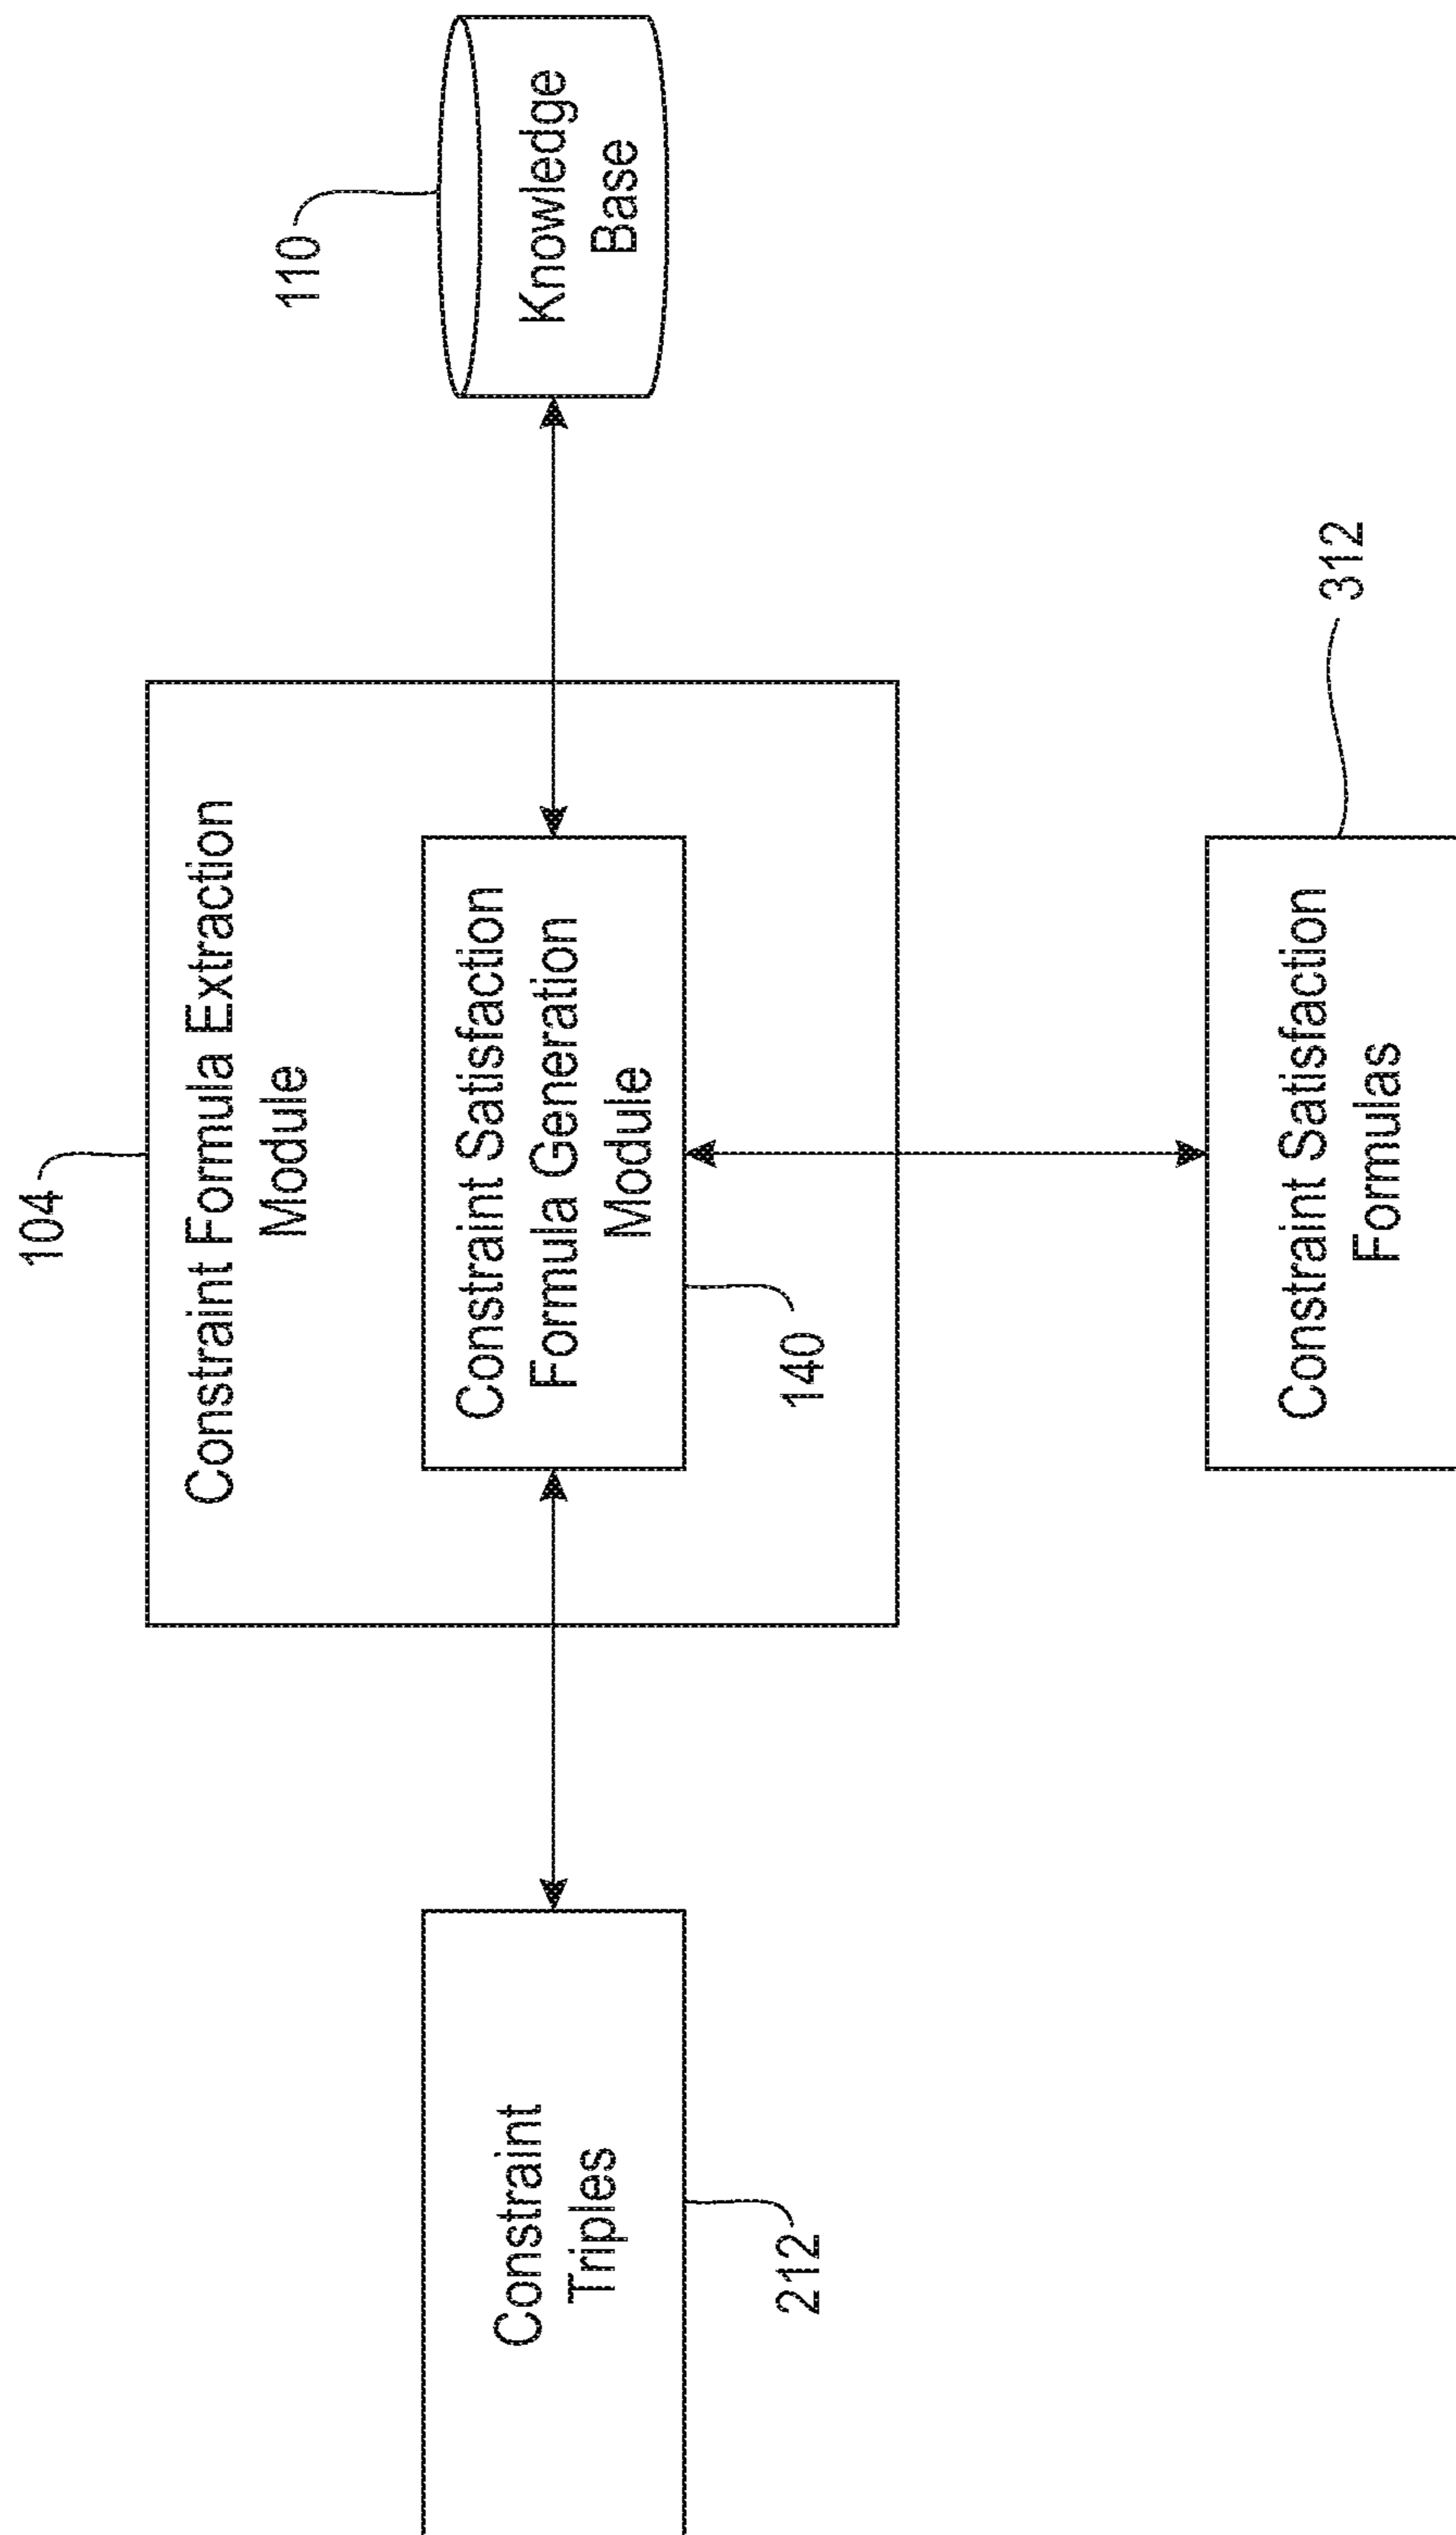 104
Constraint Formula Extraction
Module
110
Knowledge
Base
Constraint Satisfaction
Formula Generation
Module
140
Constraint
Triples
212
312
Constraint Satisfaction
Formulas